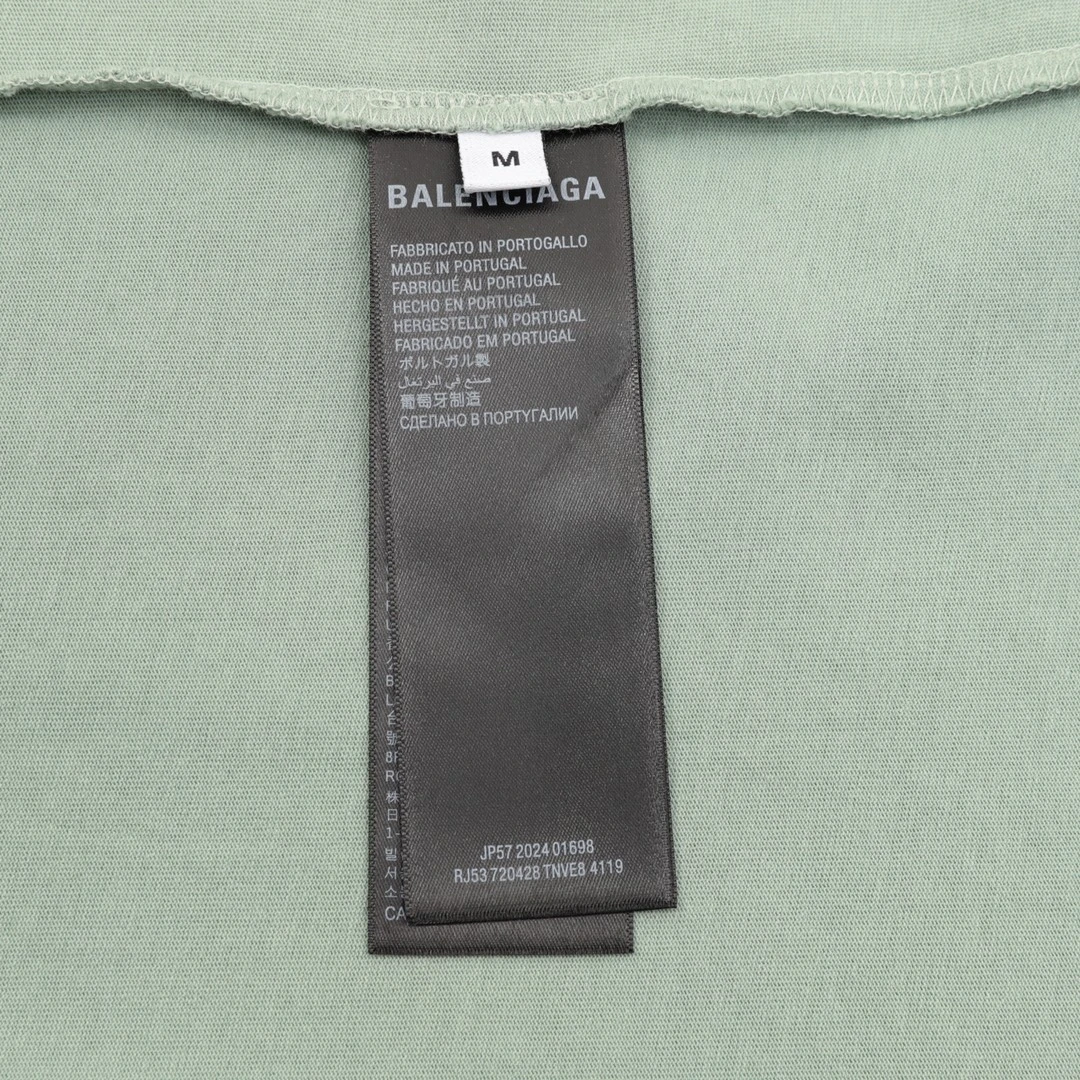 M
BALENCIAGA
FABBRICATO IN PORTOGALLO
MADE IN PORTUGAL
FABRIQUÉ AU PORTUGAL
HECHO EN PORTUGAL
HERGESTELLT IN PORTUGAL
FABRICADO EM PORTUGAL
ポルトガル製
صنع في البرتغال
葡萄牙制造
СДЕЛАНО В ПОРТУГАЛИИ
JP57 2024 01698
RJ53 720428 TNVE8 4119